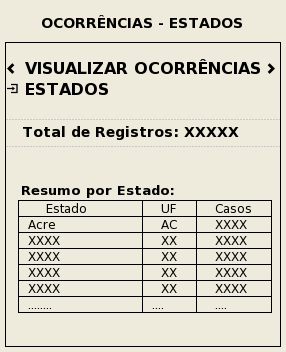 OCORRÊNCIAS - ESTADOS
VISUALIZAR OCORRÊNCIAS
ESTADOS
Total de Registros: XXXXX
Resumo por Estado:
Estado UF Casos
Acre AC XXXX
XXXX XX XXXX
XXXX XX XXXX
XXXX XX XXXX
XXXX XX XXXX
........ .... ....